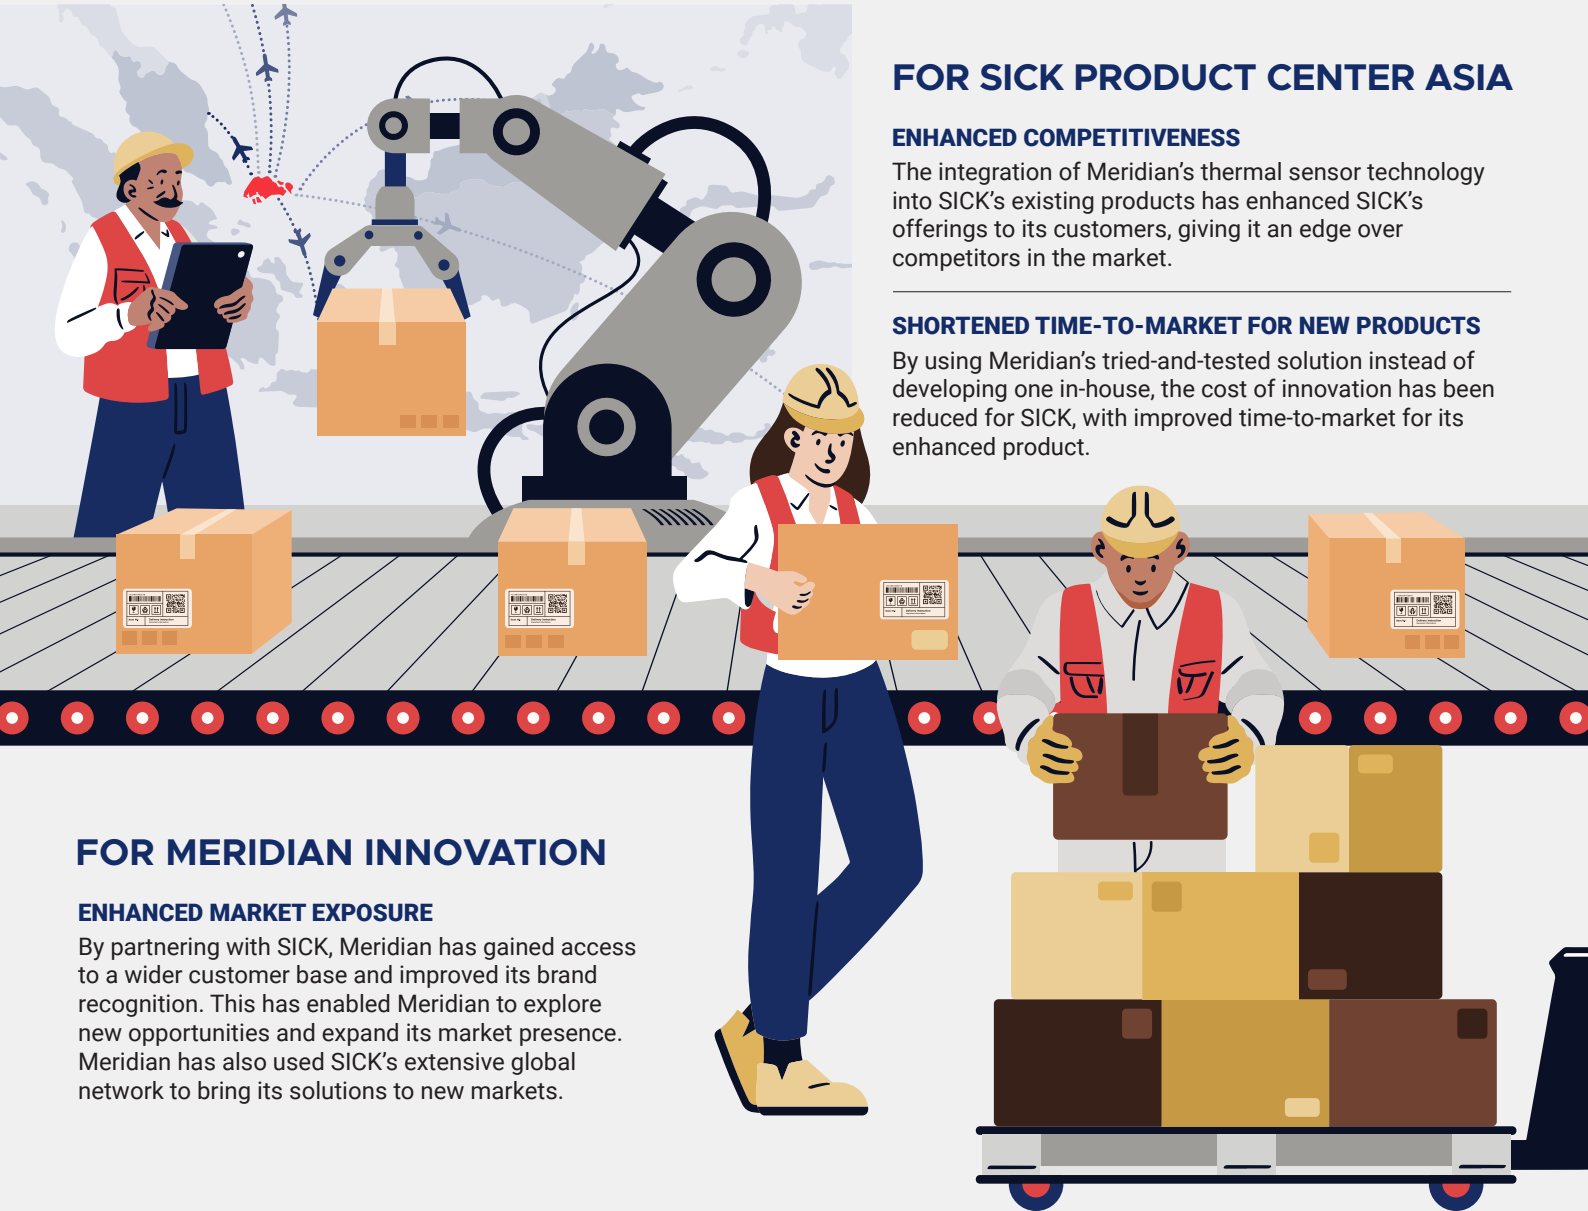 FOR SICK PRODUCT CENTER ASIA
ENHANCED COMPETITIVENESS
The integration of Meridian’s thermal sensor technology
into SICK’s existing products has enhanced SICK’s
offerings to its customers, giving it an edge over
competitors in the market.
SHORTENED TIME-TO-MARKET FOR NEW PRODUCTS
By using Meridian’s tried-and-tested solution instead of
developing one in-house, the cost of innovation has been
reduced for SICK, with improved time-to-market for its
enhanced product.
FOR MERIDIAN INNOVATION
ENHANCED MARKET EXPOSURE
By partnering with SICK, Meridian has gained access
to a wider customer base and improved its brand
recognition. This has enabled Meridian to explore
new opportunities and expand its market presence.
Meridian has also used SICK’s extensive global
network to bring its solutions to new markets.